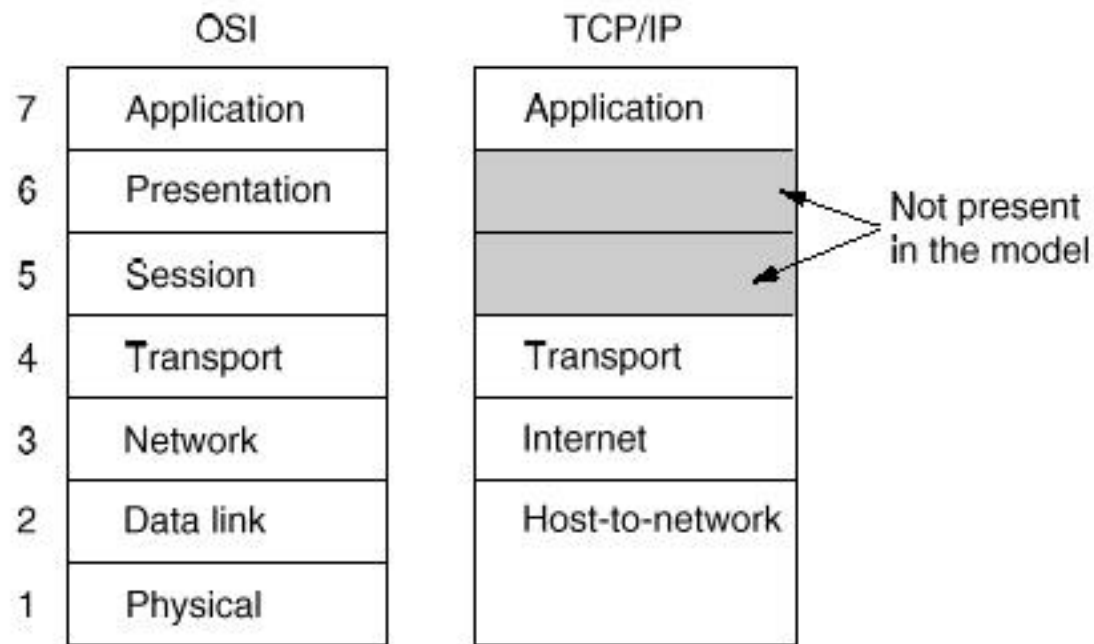 OSI TCP/IP
7 Application Application
6 Presentation
Not present
in the model
5 Session
4 Transport Transport
3 Network Internet
2 Data link Host-to-network
1 Physical